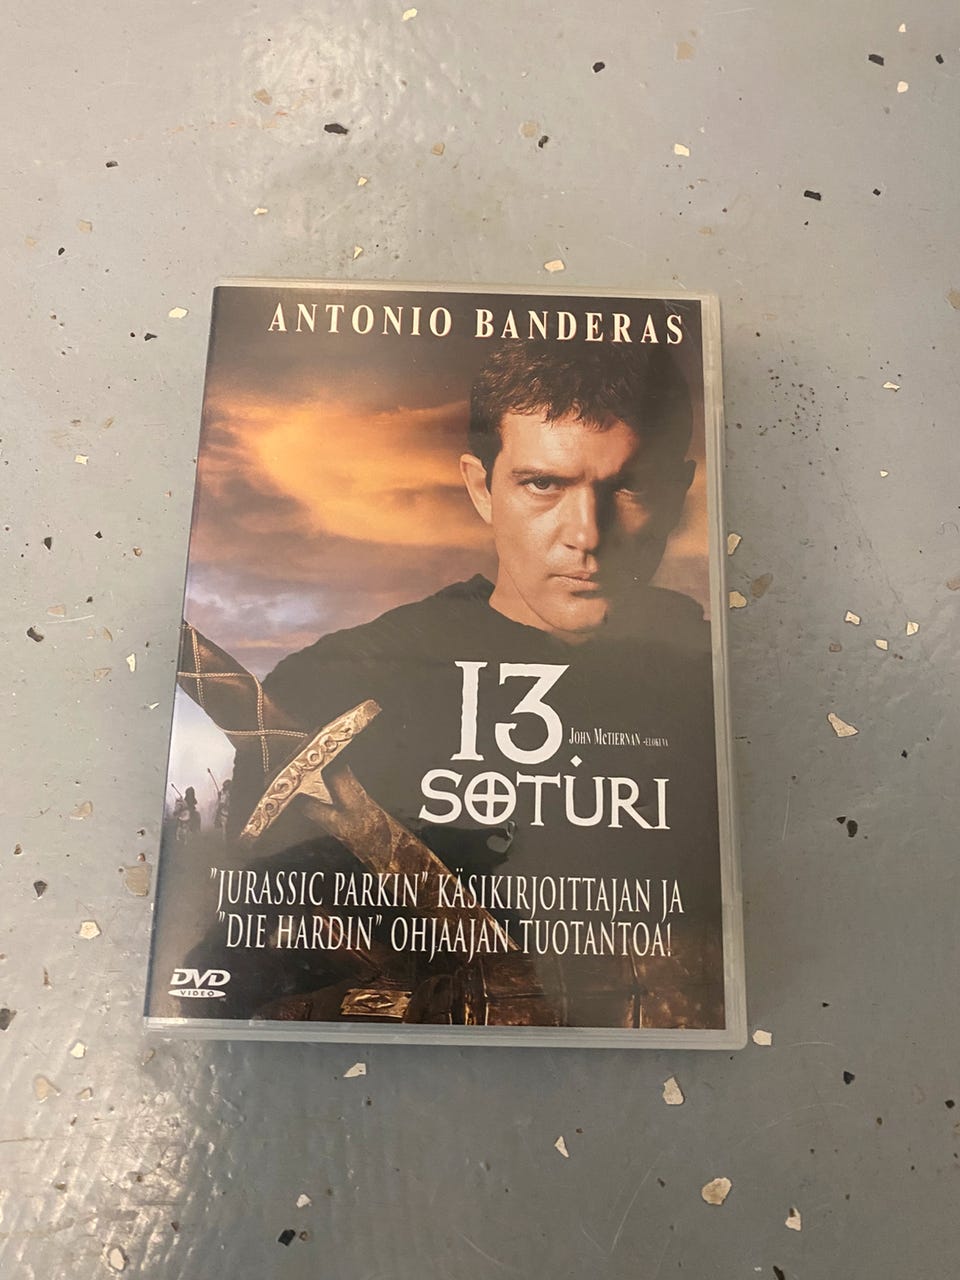 ANTONIO BANDERAS
13.
JOHN MCTIERNAN -ELOKUVA
SOTURI
"JURASSIC PARKIN" KÄSIKIRJOITTAJAN JA
"DIE HARDIN" OHJAAJAN TUOTANTOA!
DVD
VIDEO